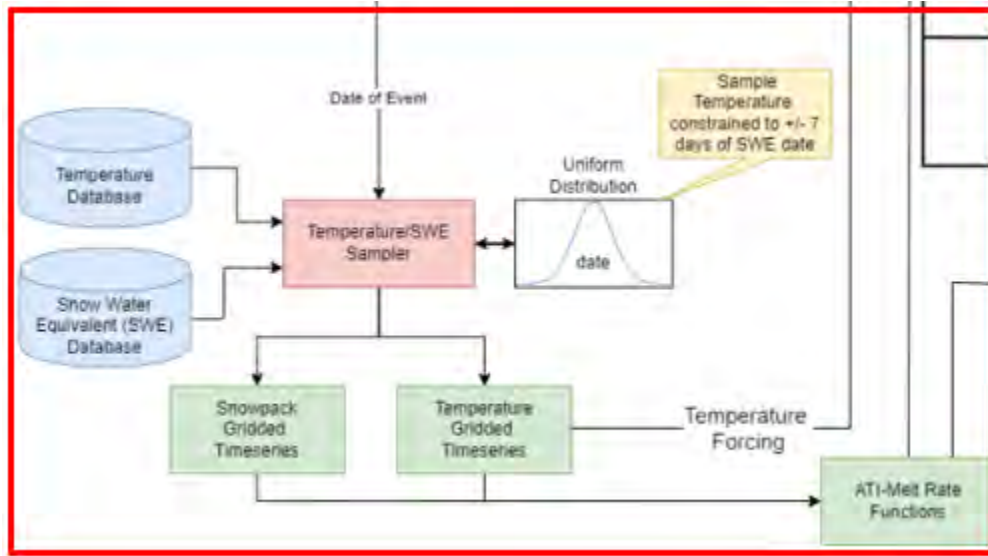 Date of Event
Sample
Temperature
constrained to +/- 7
days of SWE date
Temperature
Database
Uniform
Distribution
Temperature/SWE
Sampler
date
Snow Water
Equivalent (SWE)
Database
Snowpack
Gridded
Timeseries
Temperature
Gridded
Timeseries
Temperature
Forcing
ATI-Melt Rate
Functions